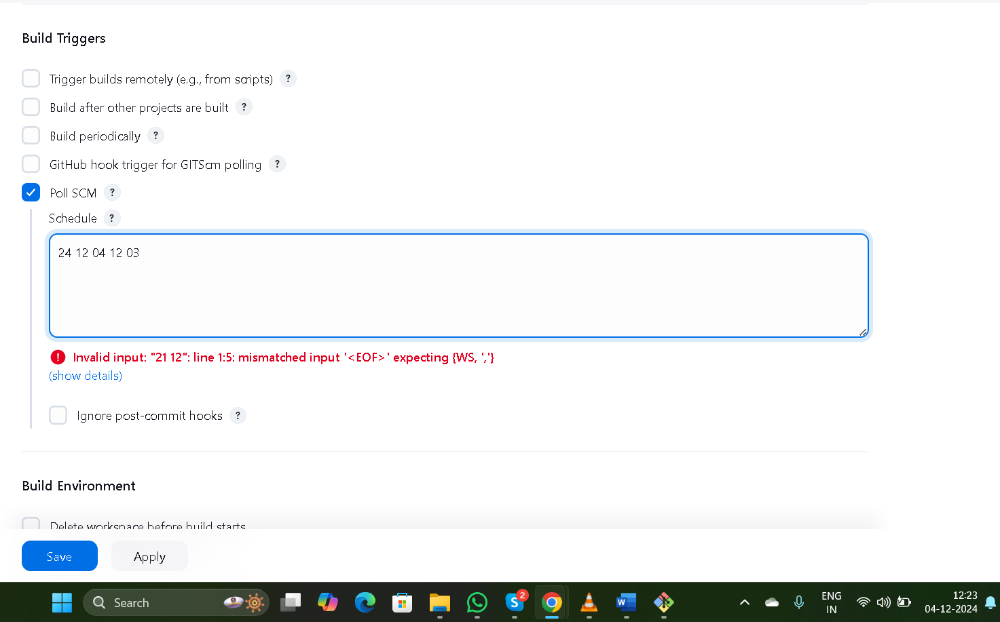 Build Triggers
Trigger builds remotely (e.g., from scripts) ?
Build after other projects are built ?
Build periodically ?
GitHub hook trigger for GITScm polling ?
Poll SCM ?
Schedule ?
24 12 04 12 03
! Invalid input: "21 12": line 1:5: mismatched input '<EOF>' expecting {WS, ','}
(show details)
Ignore post-commit hooks ?
Build Environment
Delete workspace before build starts
Save Apply
Search
2
W
S
ENG
IN
12:23
04-12-2024